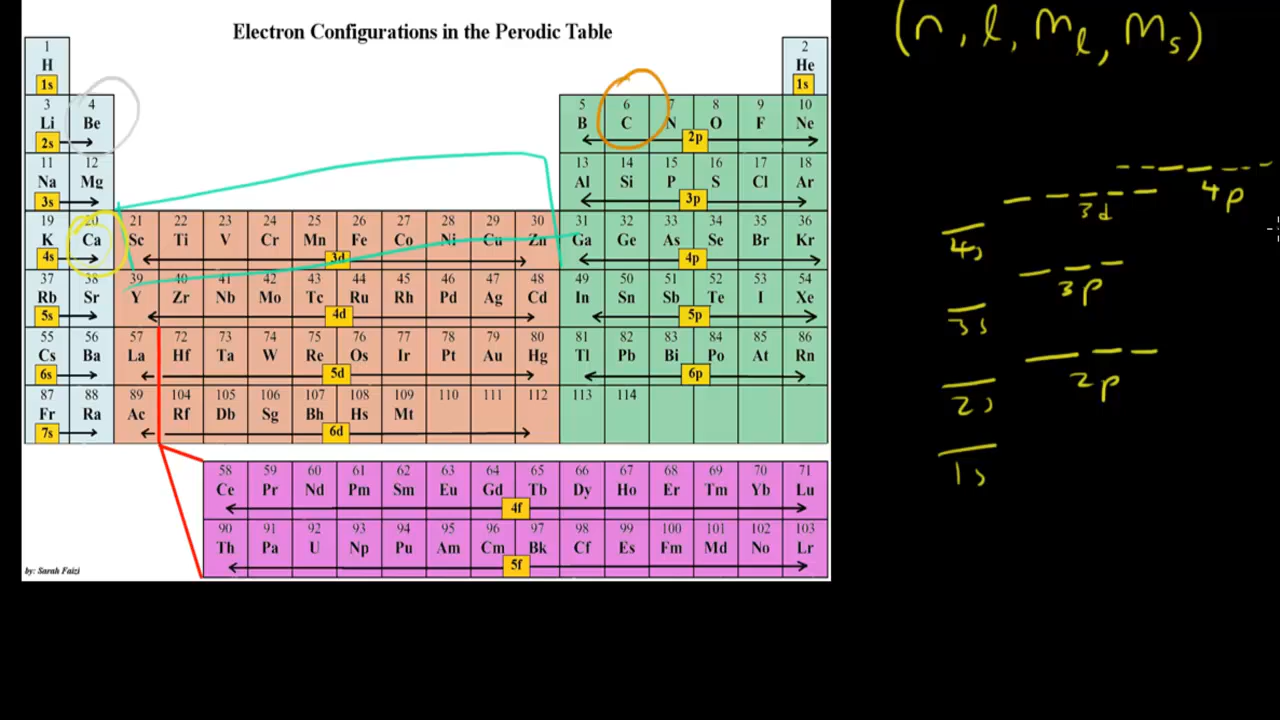 Electron Configurations in the Perodic Table
(n, l, ml, ms)
1 2
H He
1s 1s
3 4 5 6 7 8 9 10
Li Be B C N O F Ne
2s 2p
11 12 13 14 15 16 17 18
Na Mg Al Si P S Cl Ar
3s 3p
19 20 21 22 23 24 25 26 27 28 29 30 31 32 33 34 35 36
K Ca Sc Ti V Cr Mn Fe Co Ni Cu Zn Ga Ge As Se Br Kr
4s 3d 4p
37 38 39 40 41 42 43 44 45 46 47 48 49 50 51 52 53 54
Rb Sr Y Zr Nb Mo Tc Ru Rh Pd Ag Cd In Sn Sb Te I Xe
5s 4d 5p
55 56 57 72 73 74 75 76 77 78 79 80 81 82 83 84 85 86
Cs Ba La Hf Ta W Re Os Ir Pt Au Hg Tl Pb Bi Po At Rn
6s 5d 6p
87 88 89 104 105 106 107 108 109 110 111 112 113 114
Fr Ra Ac Rf Db Sg Bh Hs Mt
7s 6d
58 59 60 61 62 63 64 65 66 67 68 69 70 71
Ce Pr Nd Pm Sm Eu Gd Tb Dy Ho Er Tm Yb Lu
4f
90 91 92 93 94 95 96 97 98 99 100 101 102 103
Th Pa U Np Pu Am Cm Bk Cf Es Fm Md No Lr
5f
by: Sarah Faizi
4p
3d
4s
3p
3s
2p
2s
1s